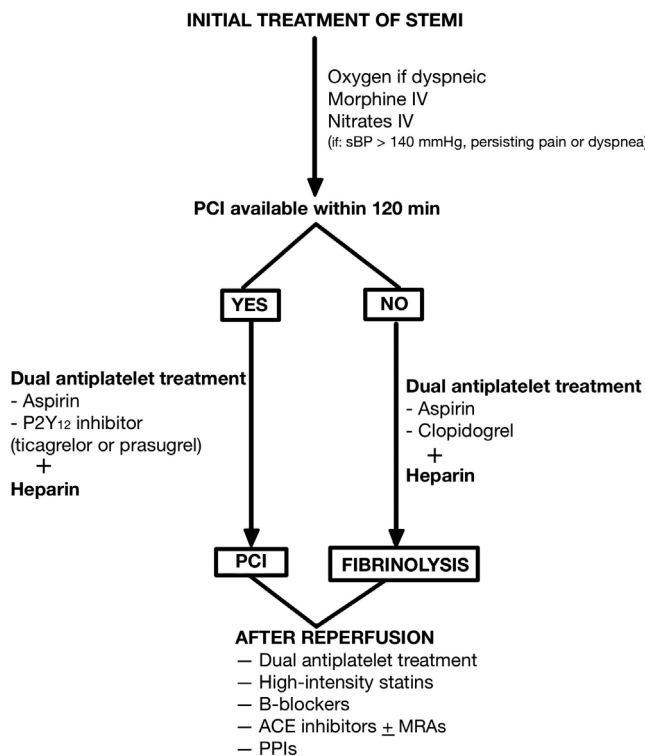 INITIAL TREATMENT OF STEMI
Oxygen if dyspneic
Morphine IV
Nitrates IV
(if: sBP > 140 mmHg, persisting pain or dyspnea)
PCI available within 120 min
YES
NO
Dual antiplatelet treatment
- Aspirin
- P2Y₁₂ inhibitor
(ticagrelor or prasugrel)
+
Heparin
Dual antiplatelet treatment
- Aspirin
- Clopidogrel
+
Heparin
PCI
FIBRINOLYSIS
AFTER REPERFUSION
— Dual antiplatelet treatment
— High-intensity statins
— B-blockers
— ACE inhibitors ± MRAs
— PPIs